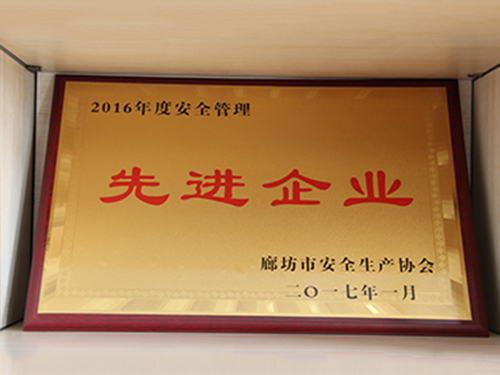 2016年度安全管理
先进企业
廊坊市安全生产协会
二〇一七年一月